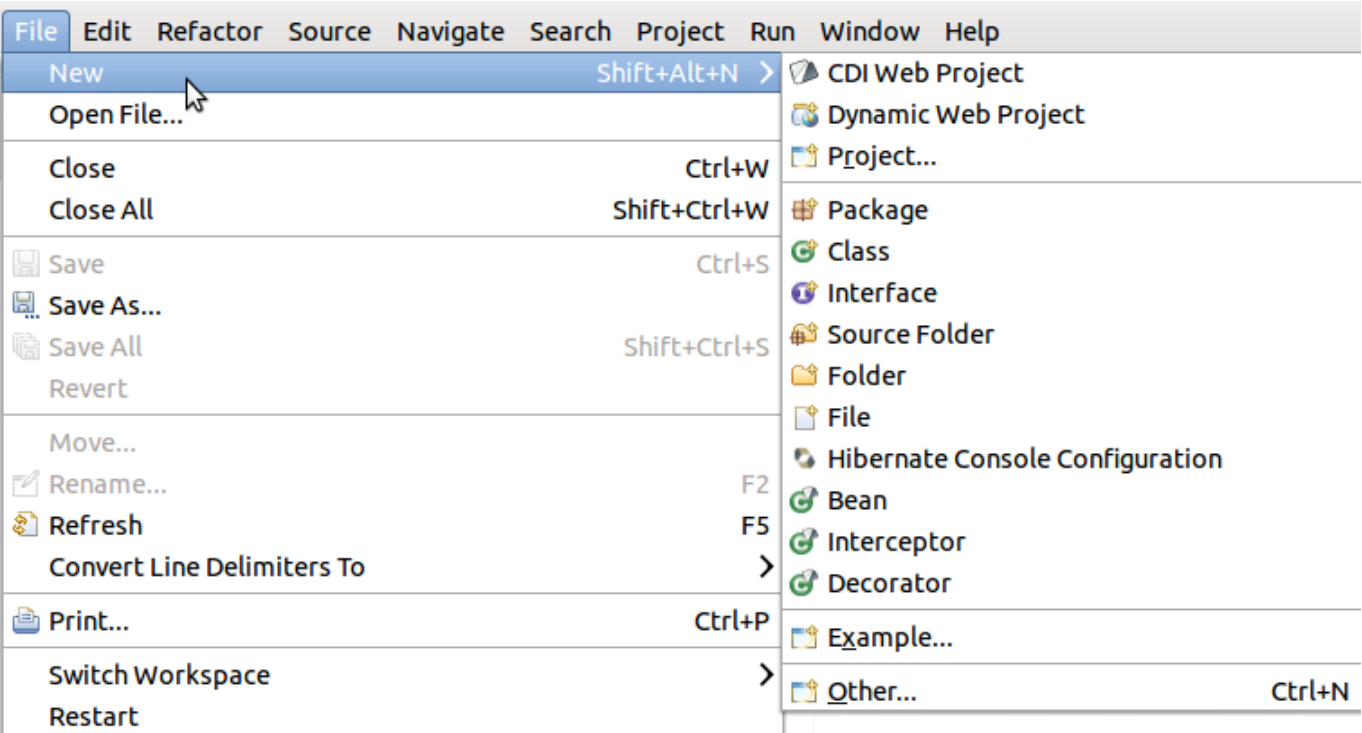 File Edit Refactor Source Navigate Search Project Run Window Help
New Shift+Alt+N
Open File...
Close Ctrl+W
Close All Shift+Ctrl+W
Save Ctrl+S
Save As...
Save All Shift+Ctrl+S
Revert
Move...
Rename... F2
Refresh F5
Convert Line Delimiters To
Print... Ctrl+P
Switch Workspace
Restart
CDI Web Project
Dynamic Web Project
Project...
Package
Class
Interface
Source Folder
Folder
File
Hibernate Console Configuration
Bean
Interceptor
Decorator
Example...
Other... Ctrl+N